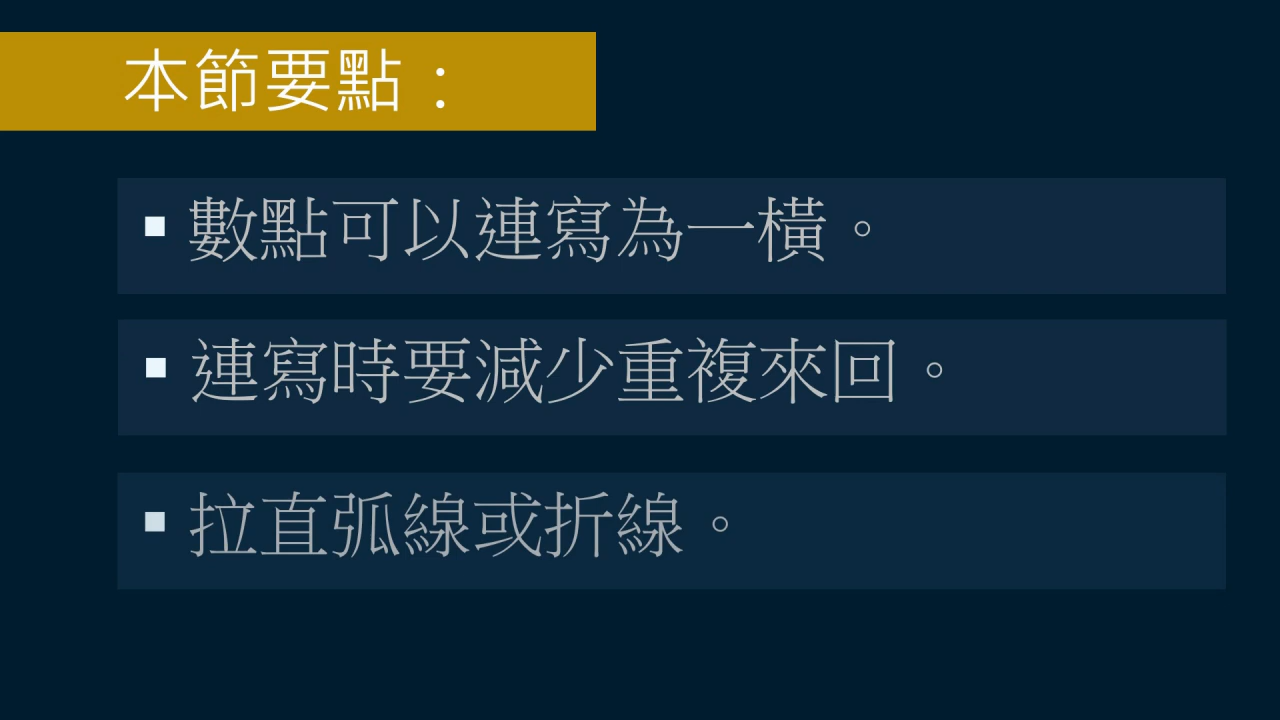 本節要點：
▪ 數點可以連寫為一橫。
▪ 連寫時要減少重複來回。
▪ 拉直弧線或折線。